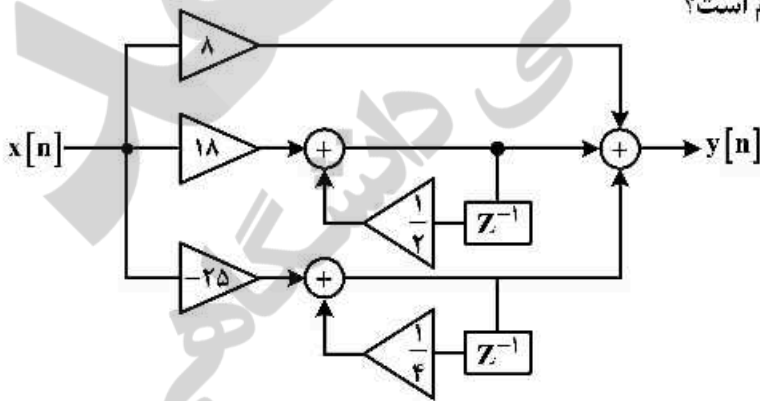 م است؟
۸
x[n]
۱۸
+
+
y[n]
۱/۲
Z⁻¹
−۲۵
+
۱/۴
Z⁻¹